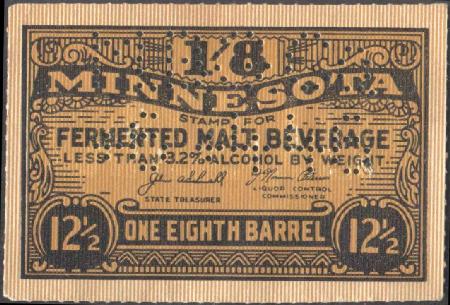 1/8
MINNESOTA
STAMP FOR
FERMENTED MALT BEVERAGE
LESS THAN 3.2% ALCOHOL BY WEIGHT
STATE TREASURER
LIQUOR CONTROL
COMMISSIONER
12½ ONE EIGHTH BARREL 12½